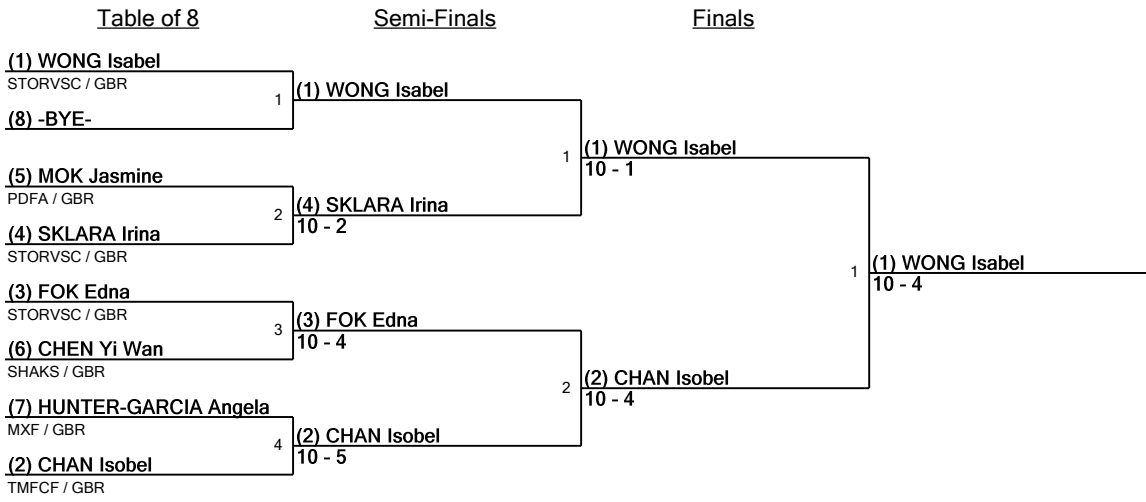 Table of 8 Semi-Finals Finals
(1) WONG Isabel
STORVSC / GBR
1 (1) WONG Isabel
(8) -BYE-
1 (1) WONG Isabel
10 - 1
(5) MOK Jasmine
PDFA / GBR
2 (4) SKLARA Irina
10 - 2
(4) SKLARA Irina
STORVSC / GBR
1 (1) WONG Isabel
10 - 4
(3) FOK Edna
STORVSC / GBR
3 (3) FOK Edna
10 - 4
(6) CHEN Yi Wan
SHAKS / GBR
2 (2) CHAN Isobel
10 - 4
(7) HUNTER-GARCIA Angela
MXF / GBR
4 (2) CHAN Isobel
10 - 5
(2) CHAN Isobel
TMFCF / GBR